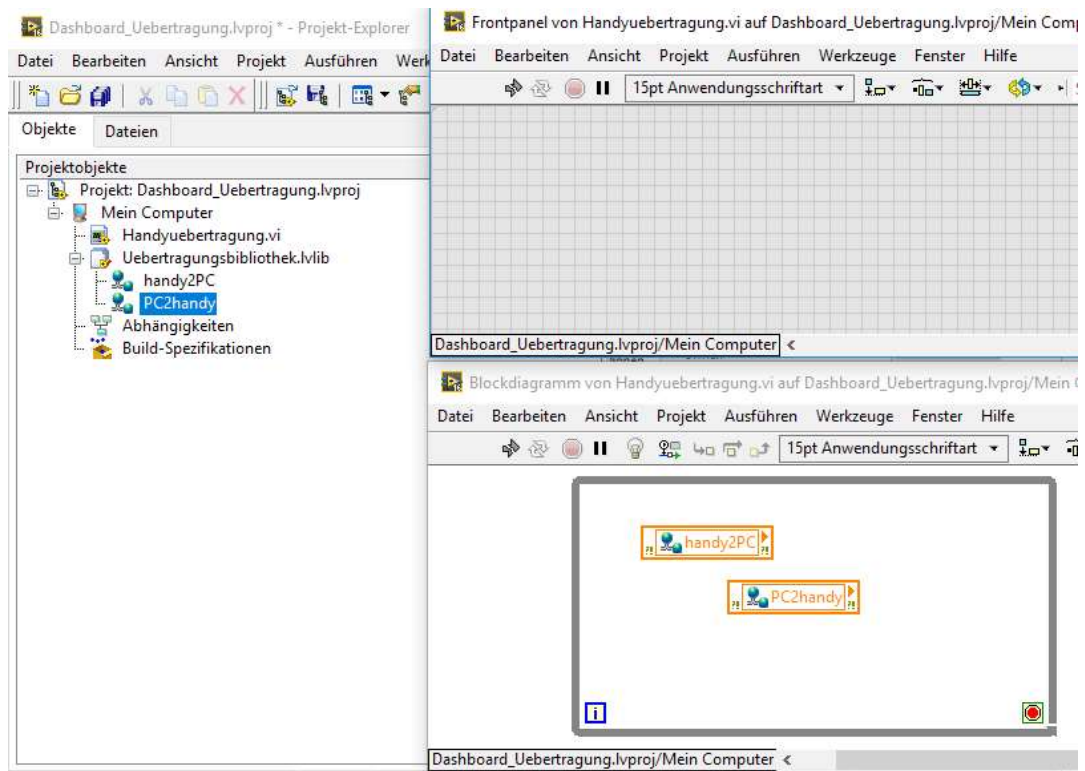 Dashboard_Uebertragung.lvproj * - Projekt-Explorer
Datei Bearbeiten Ansicht Projekt Ausführen Werk
Objekte Dateien
Projektobjekte
Projekt: Dashboard_Uebertragung.lvproj
Mein Computer
Handyuebertragung.vi
Uebertragungsbibliothek.lvlib
handy2PC
PC2handy
Abhängigkeiten
Build-Spezifikationen
Frontpanel von Handyuebertragung.vi auf Dashboard_Uebertragung.lvproj/Mein Comp
Datei Bearbeiten Ansicht Projekt Ausführen Werkzeuge Fenster Hilfe
15pt Anwendungsschriftart
Dashboard_Uebertragung.lvproj/Mein Computer
Blockdiagramm von Handyuebertragung.vi auf Dashboard_Uebertragung.lvproj/Mein
Datei Bearbeiten Ansicht Projekt Ausführen Werkzeuge Fenster Hilfe
15pt Anwendungsschriftart
handy2PC
PC2handy
i
Dashboard_Uebertragung.lvproj/Mein Computer